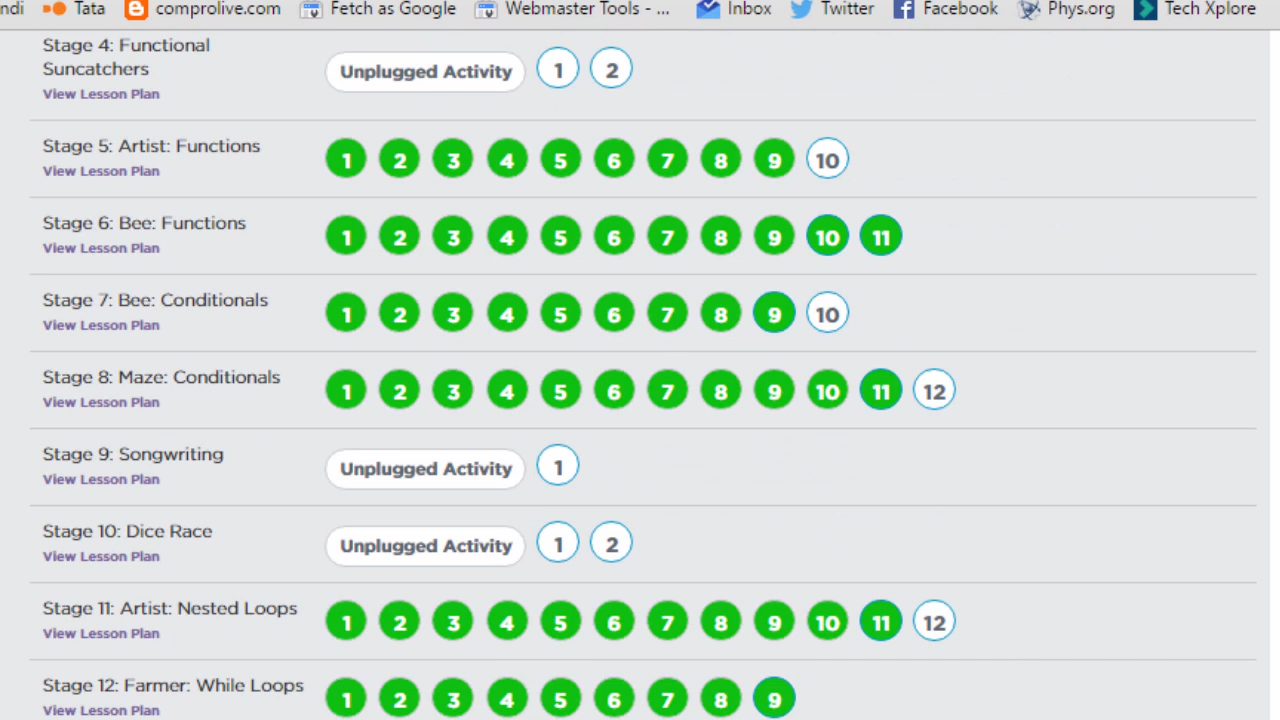 ndi Tata comprolive.com Fetch as Google Webmaster Tools - ... Inbox Twitter Facebook Phys.org Tech Xplore
Stage 4: Functional
Suncatchers
View Lesson Plan
Unplugged Activity 1 2
Stage 5: Artist: Functions
View Lesson Plan
1 2 3 4 5 6 7 8 9 10
Stage 6: Bee: Functions
View Lesson Plan
1 2 3 4 5 6 7 8 9 10 11
Stage 7: Bee: Conditionals
View Lesson Plan
1 2 3 4 5 6 7 8 9 10
Stage 8: Maze: Conditionals
View Lesson Plan
1 2 3 4 5 6 7 8 9 10 11 12
Stage 9: Songwriting
View Lesson Plan
Unplugged Activity 1
Stage 10: Dice Race
View Lesson Plan
Unplugged Activity 1 2
Stage 11: Artist: Nested Loops
View Lesson Plan
1 2 3 4 5 6 7 8 9 10 11 12
Stage 12: Farmer: While Loops
View Lesson Plan
1 2 3 4 5 6 7 8 9